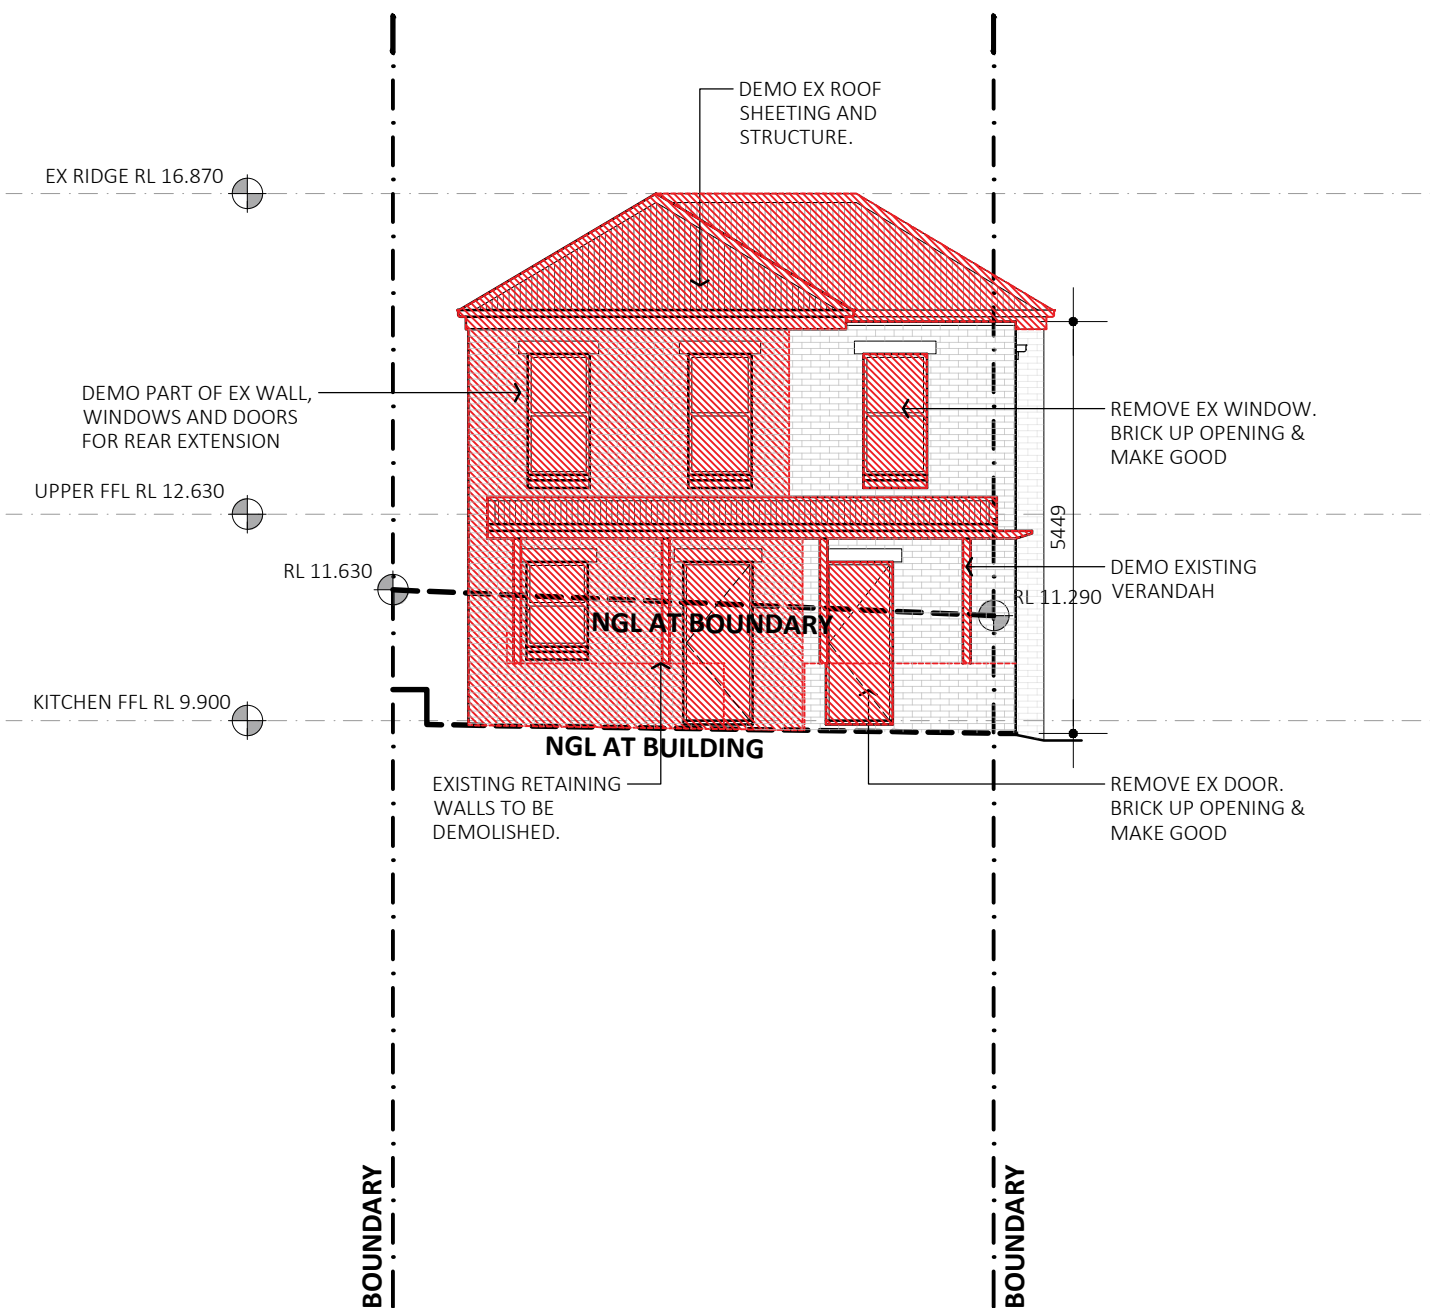 DEMO EX ROOF
SHEETING AND
STRUCTURE.
EX RIDGE RL 16.870
DEMO PART OF EX WALL,
WINDOWS AND DOORS
FOR REAR EXTENSION
REMOVE EX WINDOW.
BRICK UP OPENING &
MAKE GOOD
UPPER FFL RL 12.630
5449
RL 11.630
DEMO EXISTING
VERANDAH
RL 11.290
NGL AT BOUNDARY
KITCHEN FFL RL 9.900
NGL AT BUILDING
EXISTING RETAINING
WALLS TO BE
DEMOLISHED.
REMOVE EX DOOR.
BRICK UP OPENING &
MAKE GOOD
BOUNDARY
BOUNDARY